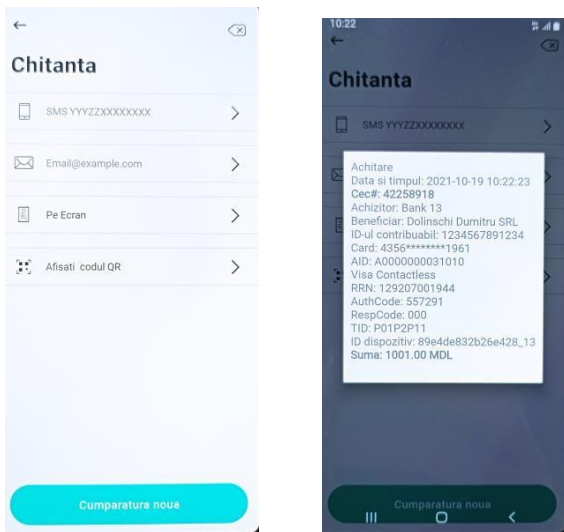 Chitanta
SMS YYYZZXXXXXXXX
Email@example.com
Pe Ecran
Afisati codul QR
Cumparatura noua
10:22
Chitanta
SMS YYYZZXXXXXXXX
Achitare
Data si timpul: 2021-10-19 10:22:23
Cec#: 42258918
Achizitor: Bank 13
Beneficiar: Dolinschi Dumitru SRL
ID-ul contribuabil: 1234567891234
Card: 4356********1961
AID: A0000000031010
Visa Contactless
RRN: 129207001944
AuthCode: 557291
RespCode: 000
TID: P01P2P11
ID dispozitiv: 89e4de832b26e428_13
Suma: 1001.00 MDL
Cumparatura noua